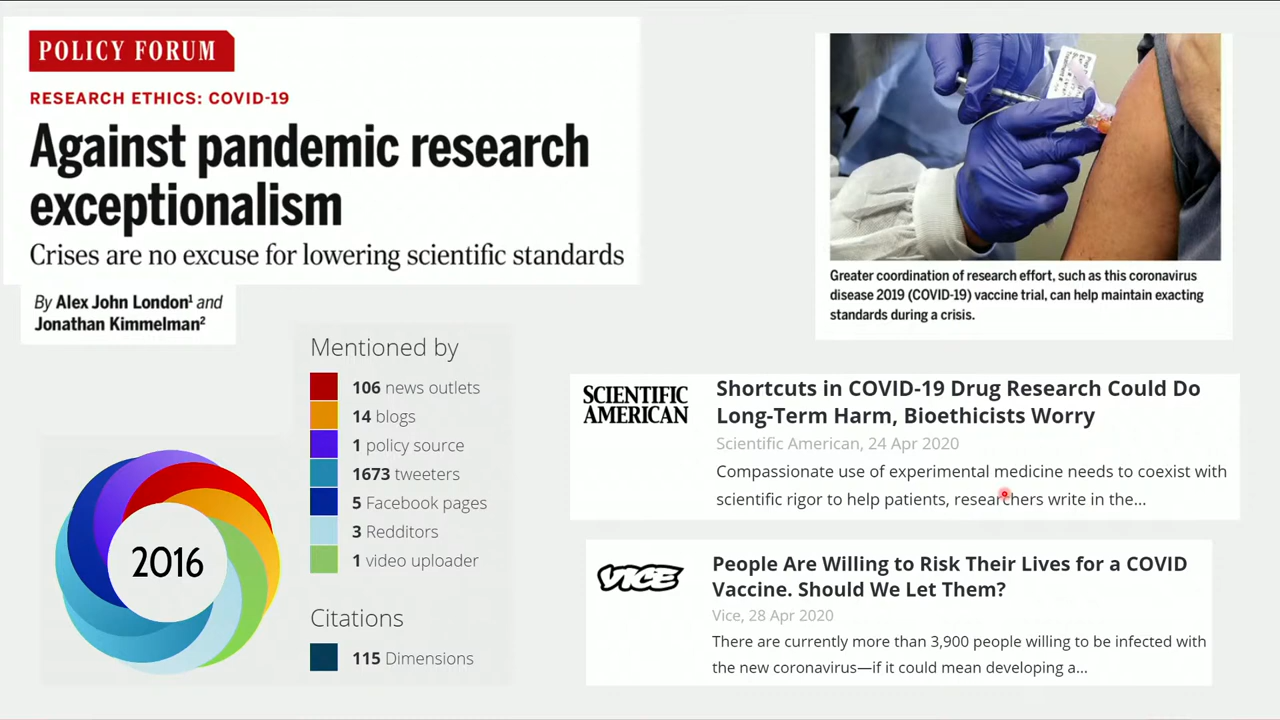 POLICY FORUM
RESEARCH ETHICS: COVID-19
Against pandemic research
exceptionalism
Crises are no excuse for lowering scientific standards
By Alex John London¹ and
Jonathan Kimmelman²
Greater coordination of research effort, such as this coronavirus
disease 2019 (COVID-19) vaccine trial, can help maintain exacting
standards during a crisis.
Mentioned by
106 news outlets
14 blogs
1 policy source
1673 tweeters
5 Facebook pages
3 Redditors
1 video uploader
Citations
115 Dimensions
2016
SCIENTIFIC
AMERICAN
Shortcuts in COVID-19 Drug Research Could Do
Long-Term Harm, Bioethicists Worry
Scientific American, 24 Apr 2020
Compassionate use of experimental medicine needs to coexist with
scientific rigor to help patients, researchers write in the...
VICE
People Are Willing to Risk Their Lives for a COVID
Vaccine. Should We Let Them?
Vice, 28 Apr 2020
There are currently more than 3,900 people willing to be infected with
the new coronavirus—if it could mean developing a...